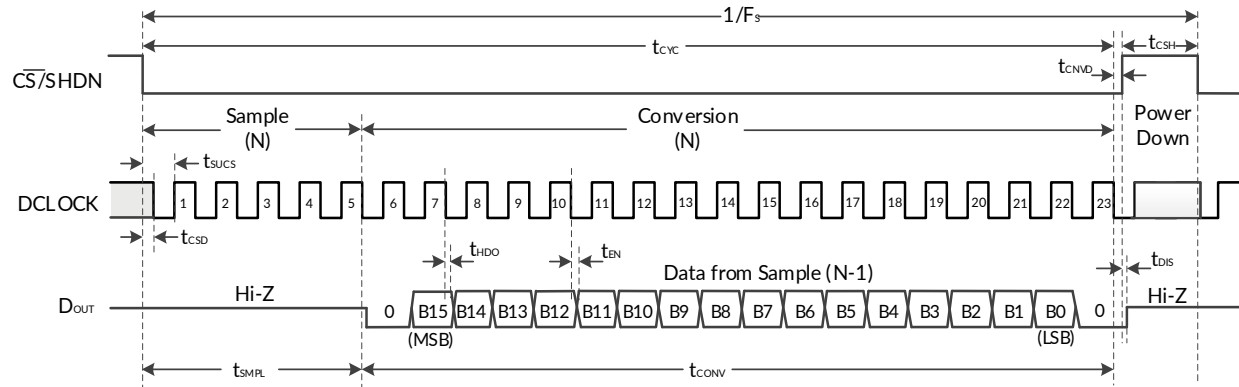 1/Fs
tCYC
tCSH
tCNVD
CS/SHDN
Sample
(N)
Conversion
(N)
Power
Down
tSUCS
DCLOCK
1 2 3 4 5 6 7 8 9 10 11 12 13 14 15 16 17 18 19 20 21 22 23
tCSD
tHDO
tEN
Data from Sample (N-1)
tDIS
DOUT
Hi-Z
0 B15 B14 B13 B12 B11 B10 B9 B8 B7 B6 B5 B4 B3 B2 B1 B0 0
Hi-Z
(MSB)
(LSB)
tSMPL
tCONV